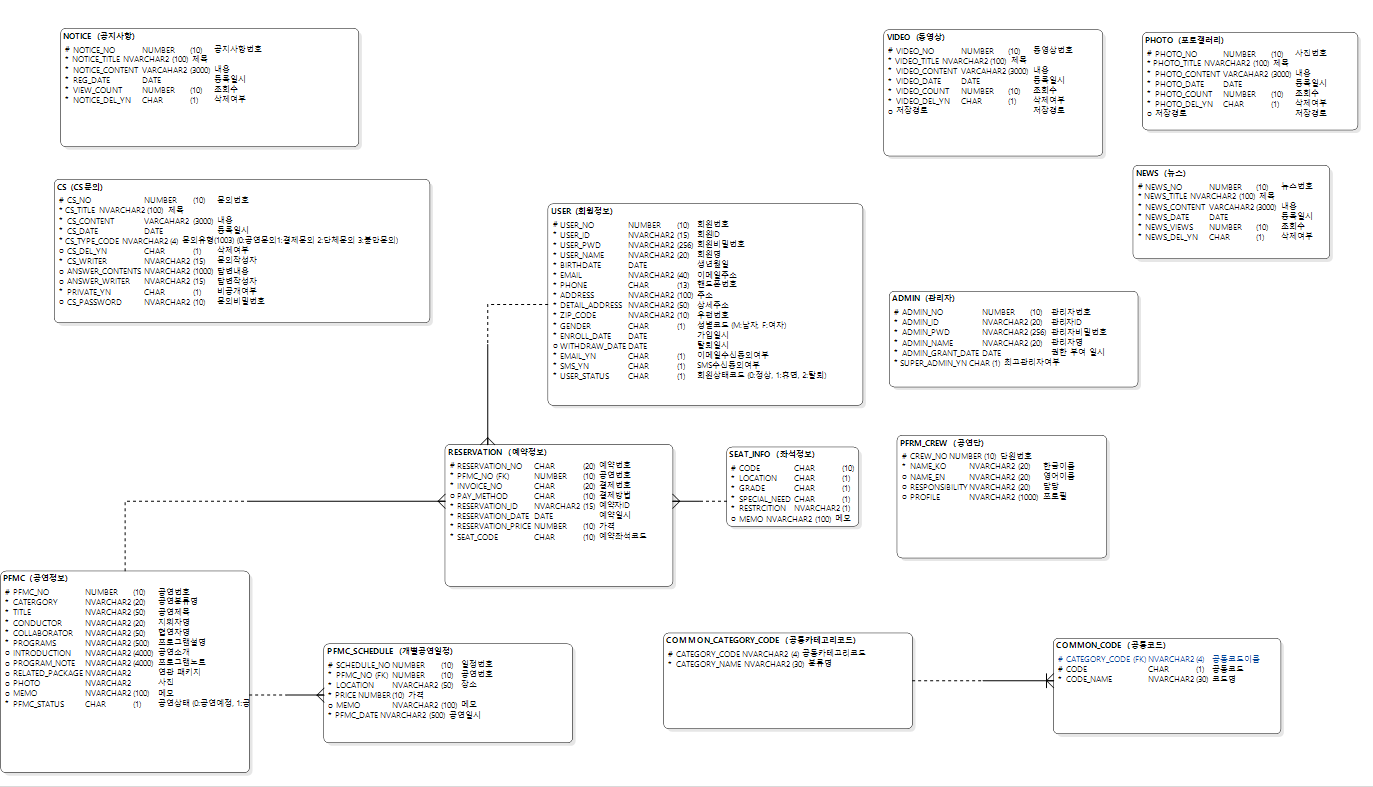 NOTICE (공지사항)
# NOTICE_NO NUMBER (10) 공지사항번호
* NOTICE_TITLE NVARCHAR2 (100) 제목
* NOTICE_CONTENT VARCAHAR2 (3000) 내용
* REG_DATE DATE 등록일시
* VIEW_COUNT NUMBER (10) 조회수
* NOTICE_DEL_YN CHAR (1) 삭제여부
VIDEO (동영상)
# VIDEO_NO NUMBER (10) 동영상번호
* VIDEO_TITLE NVARCHAR2 (100) 제목
* VIDEO_CONTENT VARCAHAR2 (3000) 내용
* VIDEO_DATE DATE 등록일시
* VIDEO_COUNT NUMBER (10) 조회수
* VIDEO_DEL_YN CHAR (1) 삭제여부
o 저장경로 저장경로
PHOTO (포토갤러리)
# PHOTO_NO NUMBER (10) 사진번호
* PHOTO_TITLE NVARCHAR2 (100) 제목
* PHOTO_CONTENT VARCAHAR2 (3000) 내용
* PHOTO_DATE DATE 등록일시
* PHOTO_COUNT NUMBER (10) 조회수
* PHOTO_DEL_YN CHAR (1) 삭제여부
o 저장경로 저장경로
CS (CS문의)
# CS_NO NUMBER (10) 문의번호
* CS_TITLE NVARCHAR2 (100) 제목
* CS_CONTENT VARCAHAR2 (3000) 내용
* CS_DATE DATE 등록일시
* CS_TYPE_CODE NVARCHAR2 (4) 문의유형(1003) (0:공연문의1:결제문의 2:단체문의 3:불만문의)
o CS_DEL_YN CHAR (1) 삭제여부
* CS_WRITER NVARCHAR2 (15) 문의작성자
o ANSWER_CONTENTS NVARCHAR2 (1000) 답변내용
o ANSWER_WRITER NVARCHAR2 (15) 답변작성자
* PRIVATE_YN CHAR (1) 비공개여부
o CS_PASSWORD NVARCHAR2 (10) 문의비밀번호
NEWS (뉴스)
# NEWS_NO NUMBER (10) 뉴스번호
* NEWS_TITLE NVARCHAR2 (100) 제목
* NEWS_CONTENT VARCAHAR2 (3000) 내용
* NEWS_DATE DATE 등록일시
* NEWS_VIEWS NUMBER (10) 조회수
* NEWS_DEL_YN CHAR (1) 삭제여부
USER (회원정보)
# USER_NO NUMBER (10) 회원번호
* USER_ID NVARCHAR2 (15) 회원ID
* USER_PWD NVARCHAR2 (256) 회원비밀번호
* USER_NAME NVARCHAR2 (20) 회원명
* BIRTHDATE DATE 생년월일
* EMAIL NVARCHAR2 (40) 이메일주소
* PHONE CHAR (13) 핸드폰번호
* ADDRESS NVARCHAR2 (100) 주소
* DETAIL_ADDRESS NVARCHAR2 (50) 상세주소
* ZIP_CODE NVARCHAR2 (10) 우편번호
* GENDER CHAR (1) 성별코드 (M:남자, F:여자)
* ENROLL_DATE DATE 가입일시
o WITHDRAW_DATE DATE 탈퇴일시
* EMAIL_YN CHAR (1) 이메일수신동의여부
* SMS_YN CHAR (1) SMS수신동의여부
* USER_STATUS CHAR (1) 회원상태코드 (0:정상, 1:휴면, 2:탈퇴)
ADMIN (관리자)
# ADMIN_NO NUMBER (10) 관리자번호
* ADMIN_ID NVARCHAR2 (20) 관리자ID
* ADMIN_PWD NVARCHAR2 (256) 관리자비밀번호
* ADMIN_NAME NVARCHAR2 (20) 관리자명
* ADMIN_GRANT_DATE DATE 권한 부여 일시
* SUPER_ADMIN_YN CHAR (1) 최고관리자여부
RESERVATION (예약정보)
# RESERVATION_NO CHAR (20) 예약번호
* PFMC_NO (FK) NUMBER (10) 공연번호
* INVOICE_NO CHAR (20) 결제번호
o PAY_METHOD CHAR (10) 결제방법
* RESERVATION_ID NVARCHAR2 (15) 예약자ID
* RESERVATION_DATE DATE 예약일시
* RESERVATION_PRICE NUMBER (10) 가격
* SEAT_CODE CHAR (10) 예약좌석코드
SEAT_INFO (좌석정보)
# CODE CHAR (10)
* LOCATION CHAR (1)
* GRADE CHAR (1)
* SPECIAL_NEED CHAR (1)
* RESTRCITION NVARCHAR2 (1)
o MEMO NVARCHAR2 (100) 메모
PFRM_CREW (공연단)
# CREW_NO NUMBER (10) 단원번호
* NAME_KO NVARCHAR2 (20) 한글이름
o NAME_EN NVARCHAR2 (20) 영어이름
o RESPONSIBILITY NVARCHAR2 (20) 담당
o PROFILE NVARCHAR2 (1000) 프로필
PFMC (공연정보)
# PFMC_NO NUMBER (10) 공연번호
* CATERGORY NVARCHAR2 (20) 공연분류명
* TITLE NVARCHAR2 (50) 공연제목
* CONDUCTOR NVARCHAR2 (20) 지휘자명
* COLLABORATOR NVARCHAR2 (50) 협연자명
* PROGRAMS NVARCHAR2 (500) 프로그램설명
o INTRODUCTION NVARCHAR2 (4000) 공연소개
o PROGRAM_NOTE NVARCHAR2 (4000) 프로그램노트
o RELATED_PACKAGE NVARCHAR2 연관 패키지
o PHOTO NVARCHAR2 사진
o MEMO NVARCHAR2 (100) 메모
* PFMC_STATUS CHAR (1) 공연상태 (0:공연예정, 1:공
PFMC_SCHEDULE (개별공연일정)
# SCHEDULE_NO NUMBER (10) 일정번호
* PFMC_NO (FK) NUMBER (10) 공연번호
* LOCATION NVARCHAR2 (50) 장소
* PRICE NUMBER (10) 가격
o MEMO NVARCHAR2 (100) 메모
* PFMC_DATE NVARCHAR2 (500) 공연일시
COMMON_CATEGORY_CODE (공통카테고리코드)
# CATEGORY_CODE NVARCHAR2 (4) 공통카테고리코드
* CATEGORY_NAME NVARCHAR2 (30) 분류명
COMMON_CODE (공통코드)
# CATEGORY_CODE (FK) NVARCHAR2 (4) 공통코드이름
# CODE CHAR (1) 공통코드
* CODE_NAME NVARCHAR2 (30) 코드명